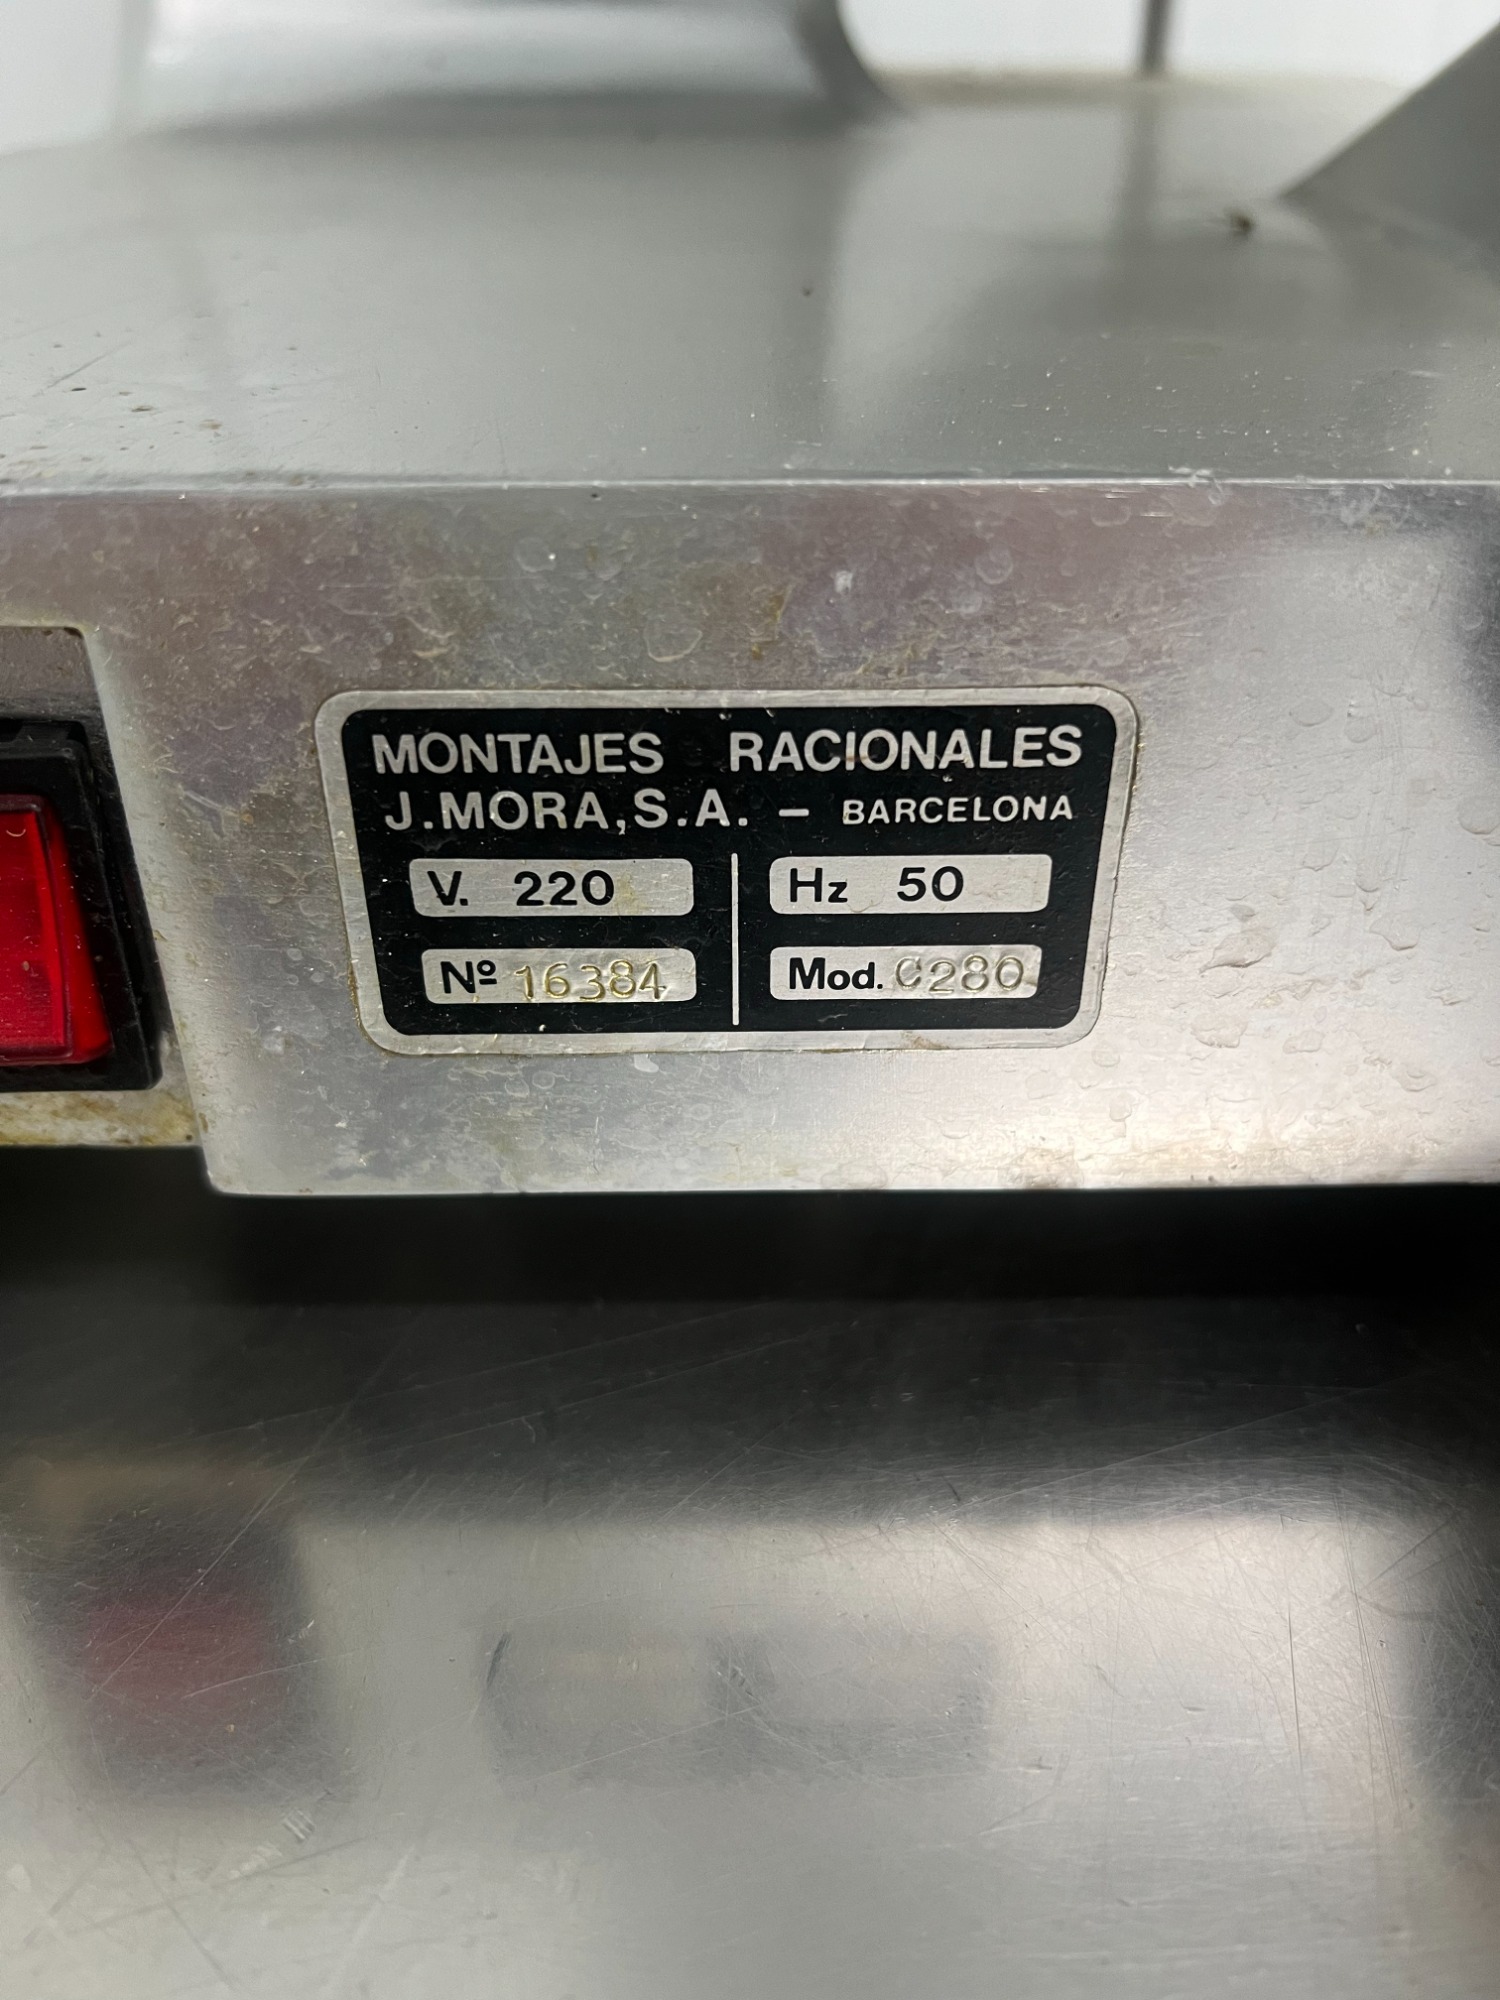 MONTAJES RACIONALES
J.MORA,S.A. - BARCELONA
V. 220 Hz 50
Nº 16384 Mod. C280